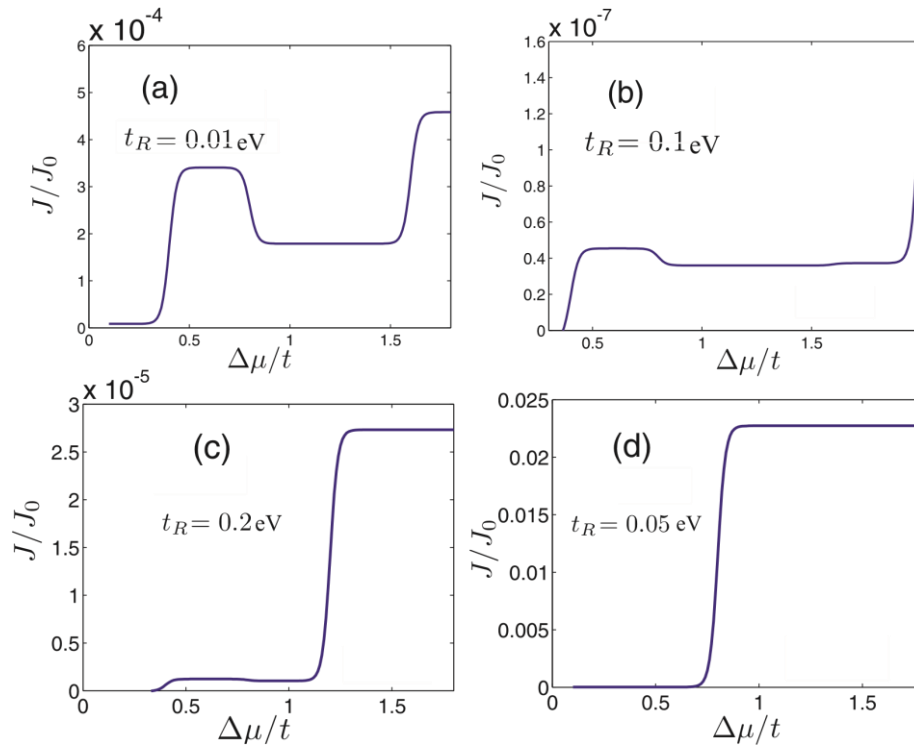 x 10⁻⁴
6
5
4
3
2
1
0
J/J₀
(a)
t_R = 0.01 eV
0
0.5
1
1.5
Δμ/t
x 10⁻⁷
1.6
1.4
1.2
1
0.8
0.6
0.4
0.2
0
J/J₀
(b)
t_R = 0.1 eV
0.5
1
1.5
Δμ/t
x 10⁻⁵
3
2.5
2
1.5
1
0.5
0
J/J₀
(c)
t_R = 0.2 eV
0
0.5
1
1.5
Δμ/t
0.025
0.02
0.015
0.01
0.005
0
J/J₀
(d)
t_R = 0.05 eV
0
0.5
1
1.5
Δμ/t